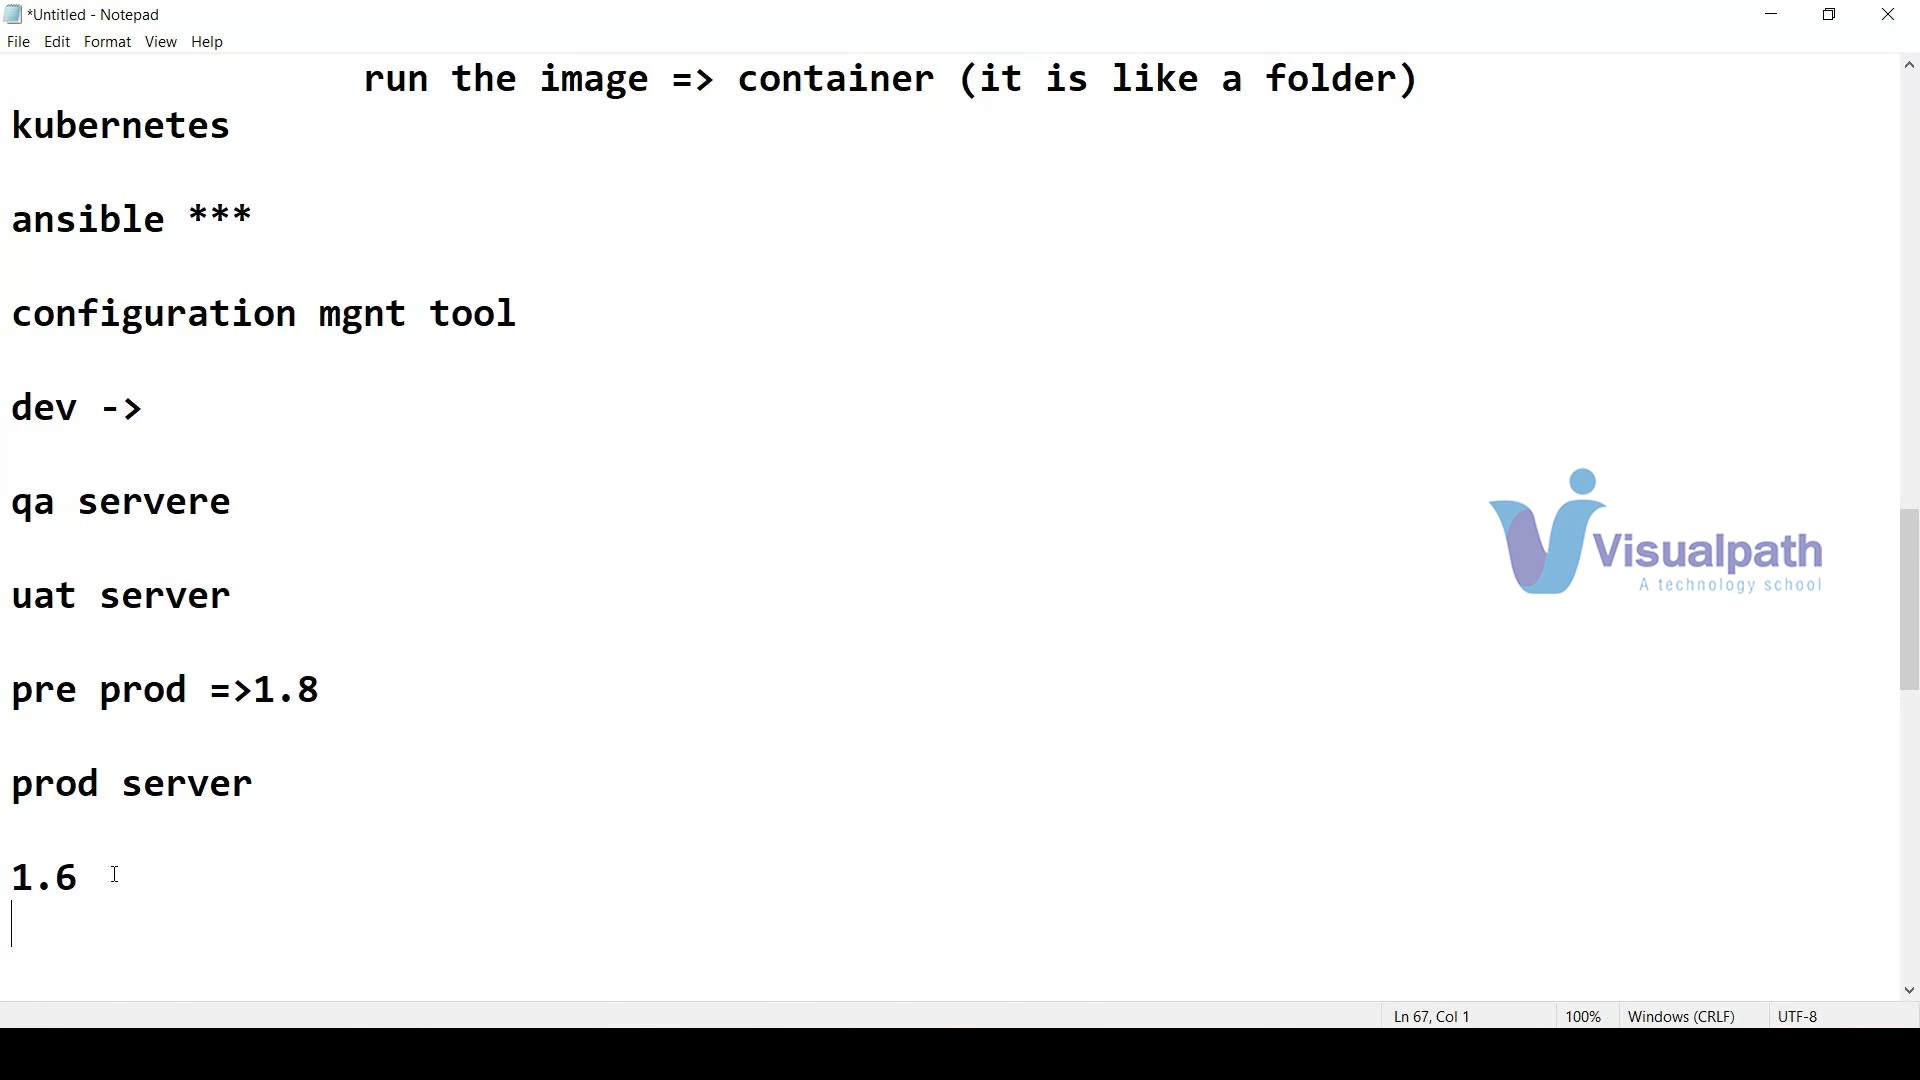 *Untitled - Notepad
File Edit Format View Help
run the image => container (it is like a folder)
kubernetes
ansible ***
configuration mgnt tool
dev ->
qa servere
uat server
pre prod =>1.8
prod server
1.6
Visualpath
A technology school
Ln 67, Col 1 100% Windows (CRLF) UTF-8